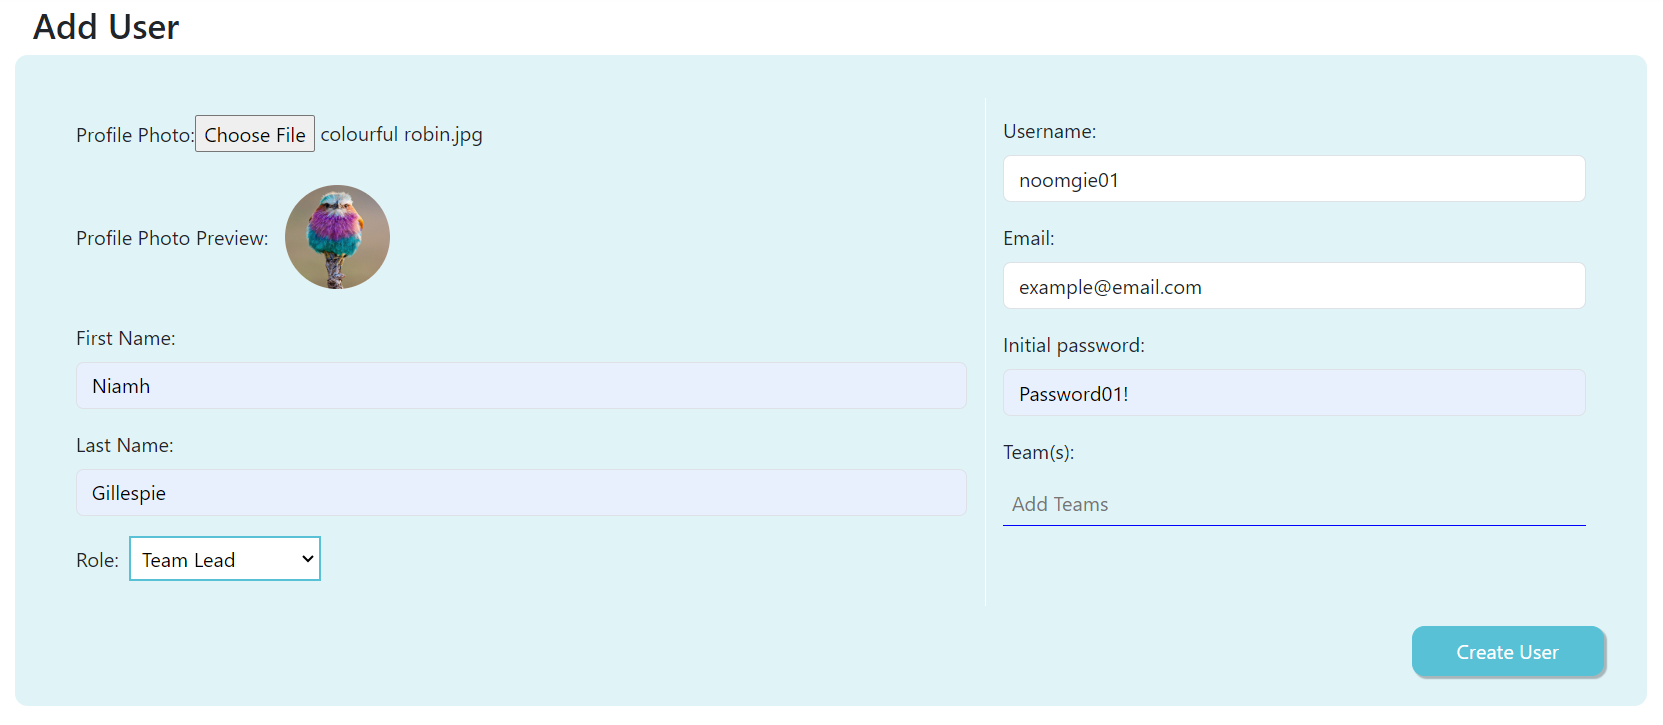 Add User
Profile Photo: Choose File colourful robin.jpg
Profile Photo Preview:
First Name:
Niamh
Last Name:
Gillespie
Role: Team Lead
Username:
noomgie01
Email:
example@email.com
Initial password:
Password01!
Team(s):
Add Teams
Create User